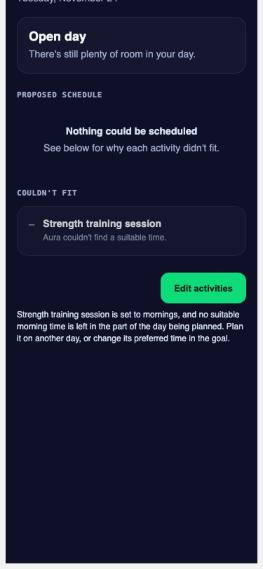 Open day
There's still plenty of room in your day.
PROPOSED SCHEDULE
Nothing could be scheduled
See below for why each activity didn't fit.
COULDN'T FIT
– Strength training session
Aura couldn't find a suitable time.
Edit activities
Strength training session is set to mornings, and no suitable
morning time is left in the part of the day being planned. Plan
it on another day, or change its preferred time in the goal.